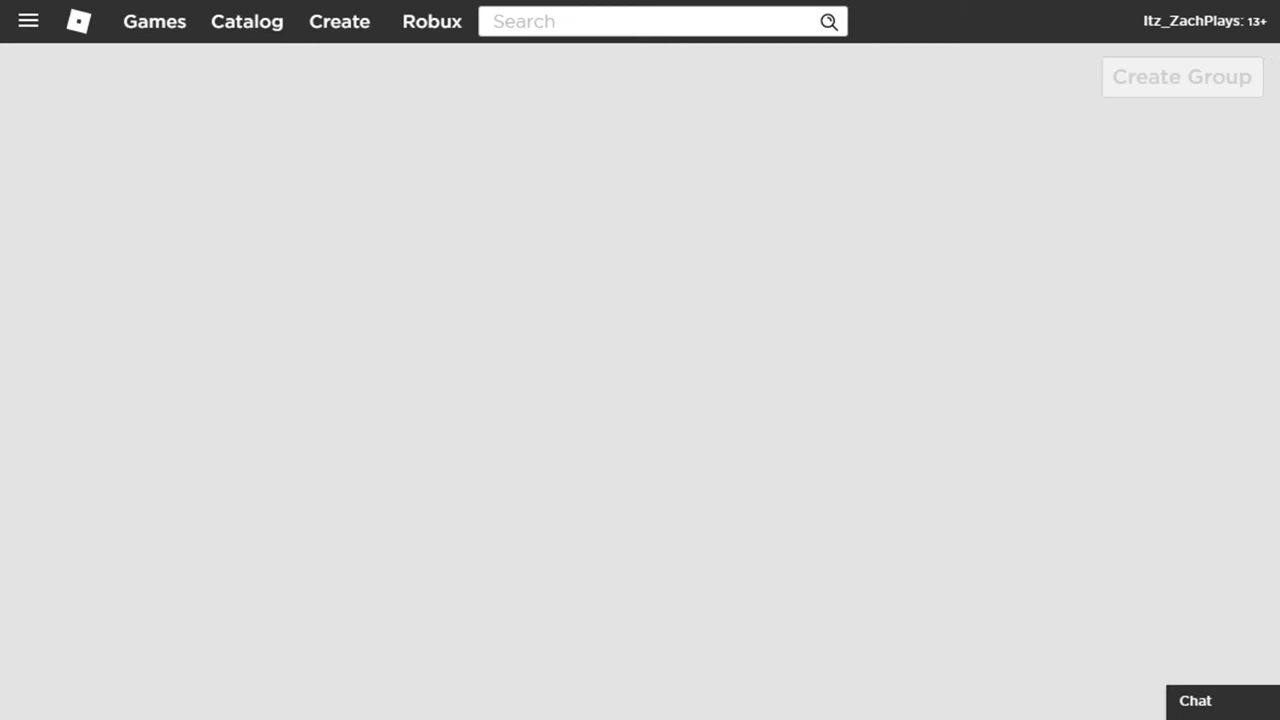 Games Catalog Create Robux Search Itz_ZachPlays: 13+
Create Group
Chat